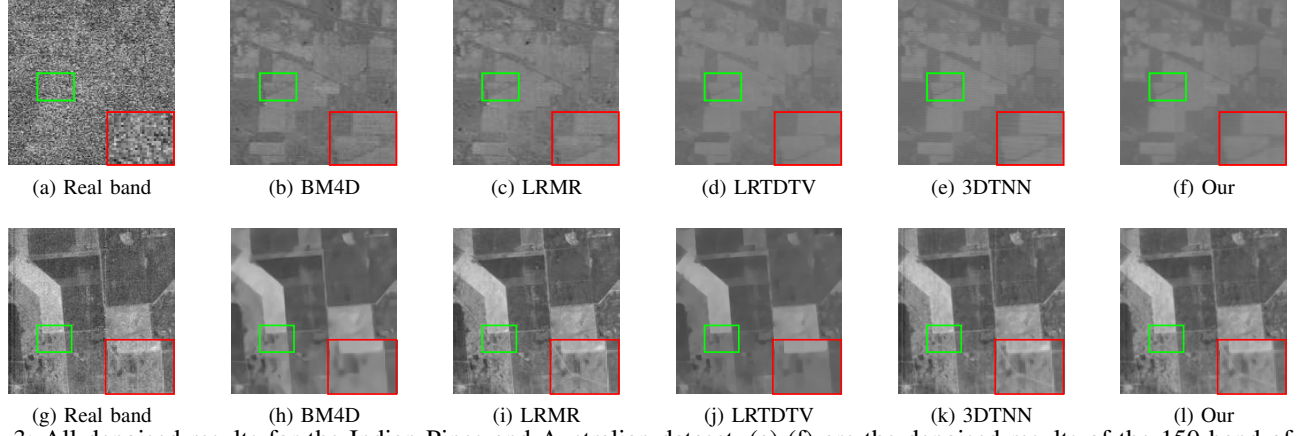 (a) Real band (b) BM4D (c) LRMR (d) LRTDTV (e) 3DTNN (f) Our
(g) Real band (h) BM4D (i) LRMR (j) LRTDTV (k) 3DTNN (l) Our
3: All denoised results for the Indian Pines and Australian dataset. (a)-(f) are the denoised results of the 150 band of